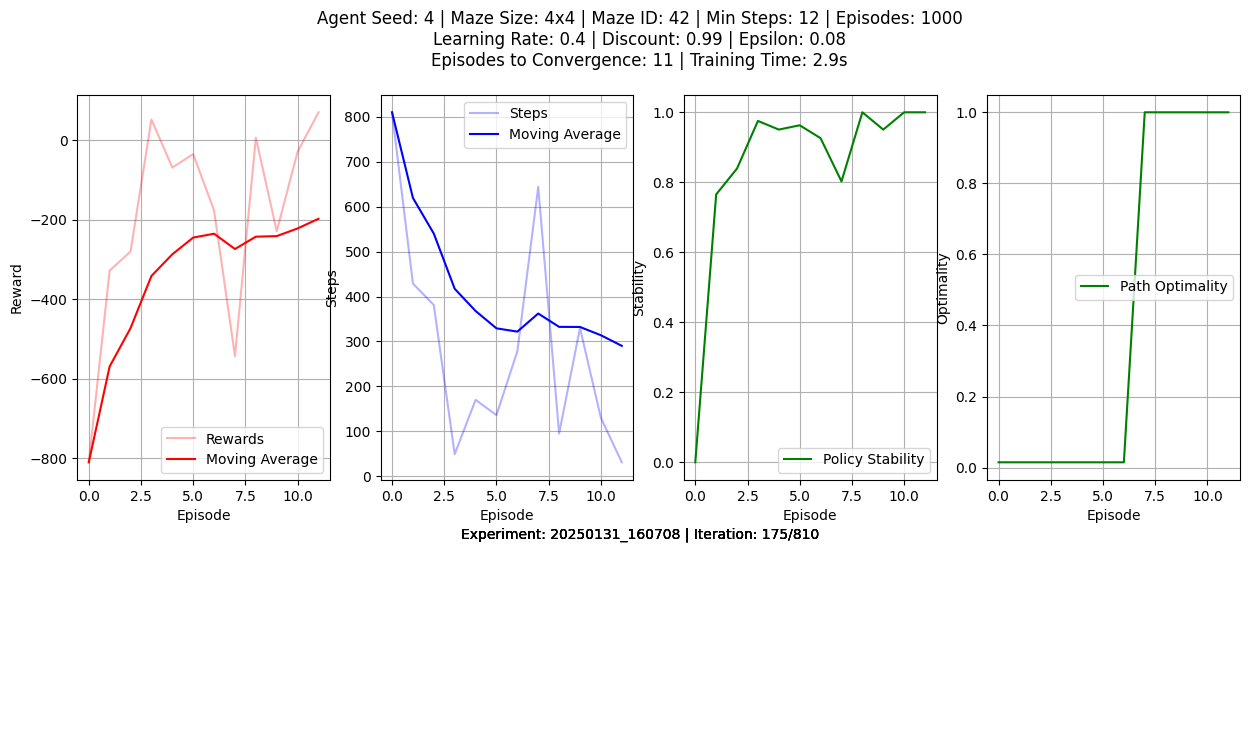 Agent Seed: 4 | Maze Size: 4x4 | Maze ID: 42 | Min Steps: 12 | Episodes: 1000
Learning Rate: 0.4 | Discount: 0.99 | Epsilon: 0.08
Episodes to Convergence: 11 | Training Time: 2.9s
Reward
0
−200
−400
−600
−800
Rewards
Moving Average
0.0 2.5 5.0 7.5 10.0
Episode
Steps
800
700
600
500
400
300
200
100
0
Steps
Moving Average
0.0 2.5 5.0 7.5 10.0
Episode
Stability
1.0
0.8
0.6
0.4
0.2
0.0
Policy Stability
0.0 2.5 5.0 7.5 10.0
Episode
Optimality
1.0
0.8
0.6
0.4
0.2
0.0
Path Optimality
0.0 2.5 5.0 7.5 10.0
Episode
Experiment: 20250131_160708 | Iteration: 175/810